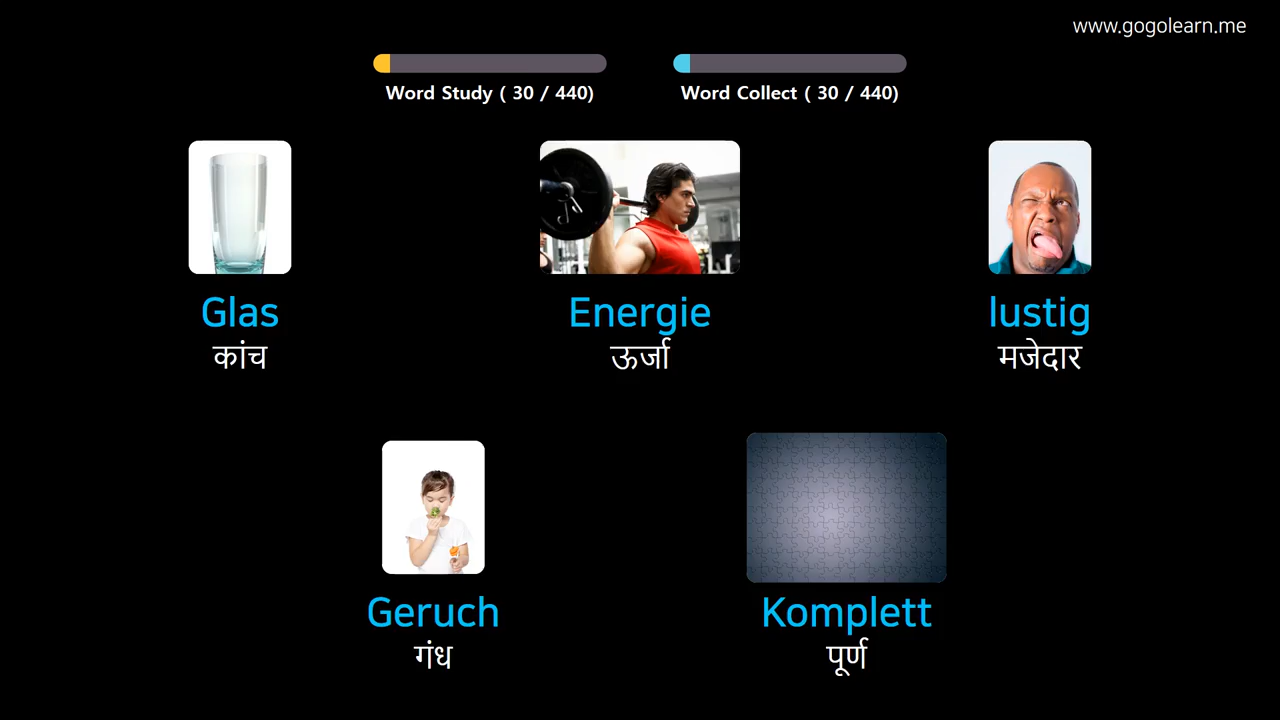 www.gogolearn.me
Word Study ( 30 / 440)
Word Collect ( 30 / 440)
Glas
कांच
Energie
ऊर्जा
lustig
मजेदार
Geruch
गंध
Komplett
पूर्ण